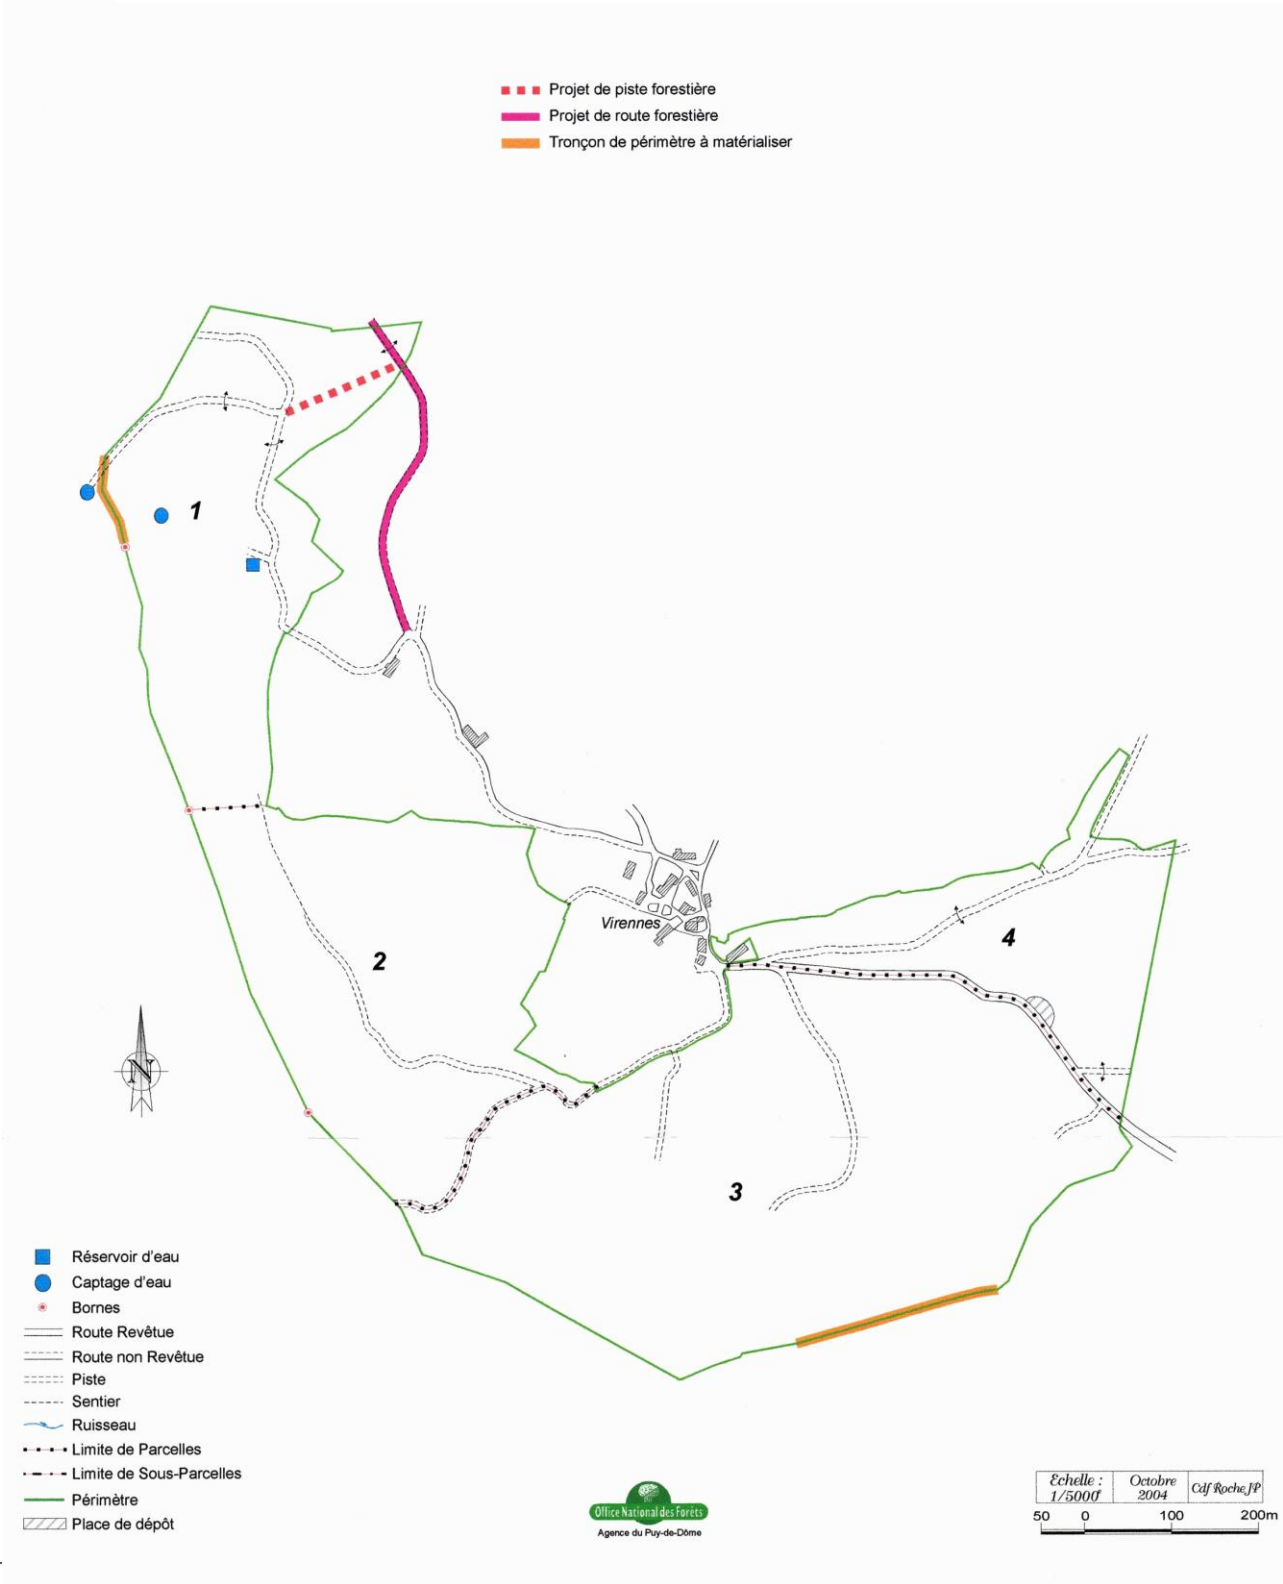 Projet de piste forestière
Projet de route forestière
Tronçon de périmètre à matérialiser
1
Virennes
4
2
N
3
Réservoir d'eau
Captage d'eau
Bornes
Route Revêtue
Route non Revêtue
Piste
Sentier
Ruisseau
Limite de Parcelles
Limite de Sous-Parcelles
Périmètre
Place de dépôt
Office National des Forêts
Agence du Puy-de-Dôme
Echelle : 1/5000e
Octobre 2004
Cdf Roche J-P
50 0 100 200m